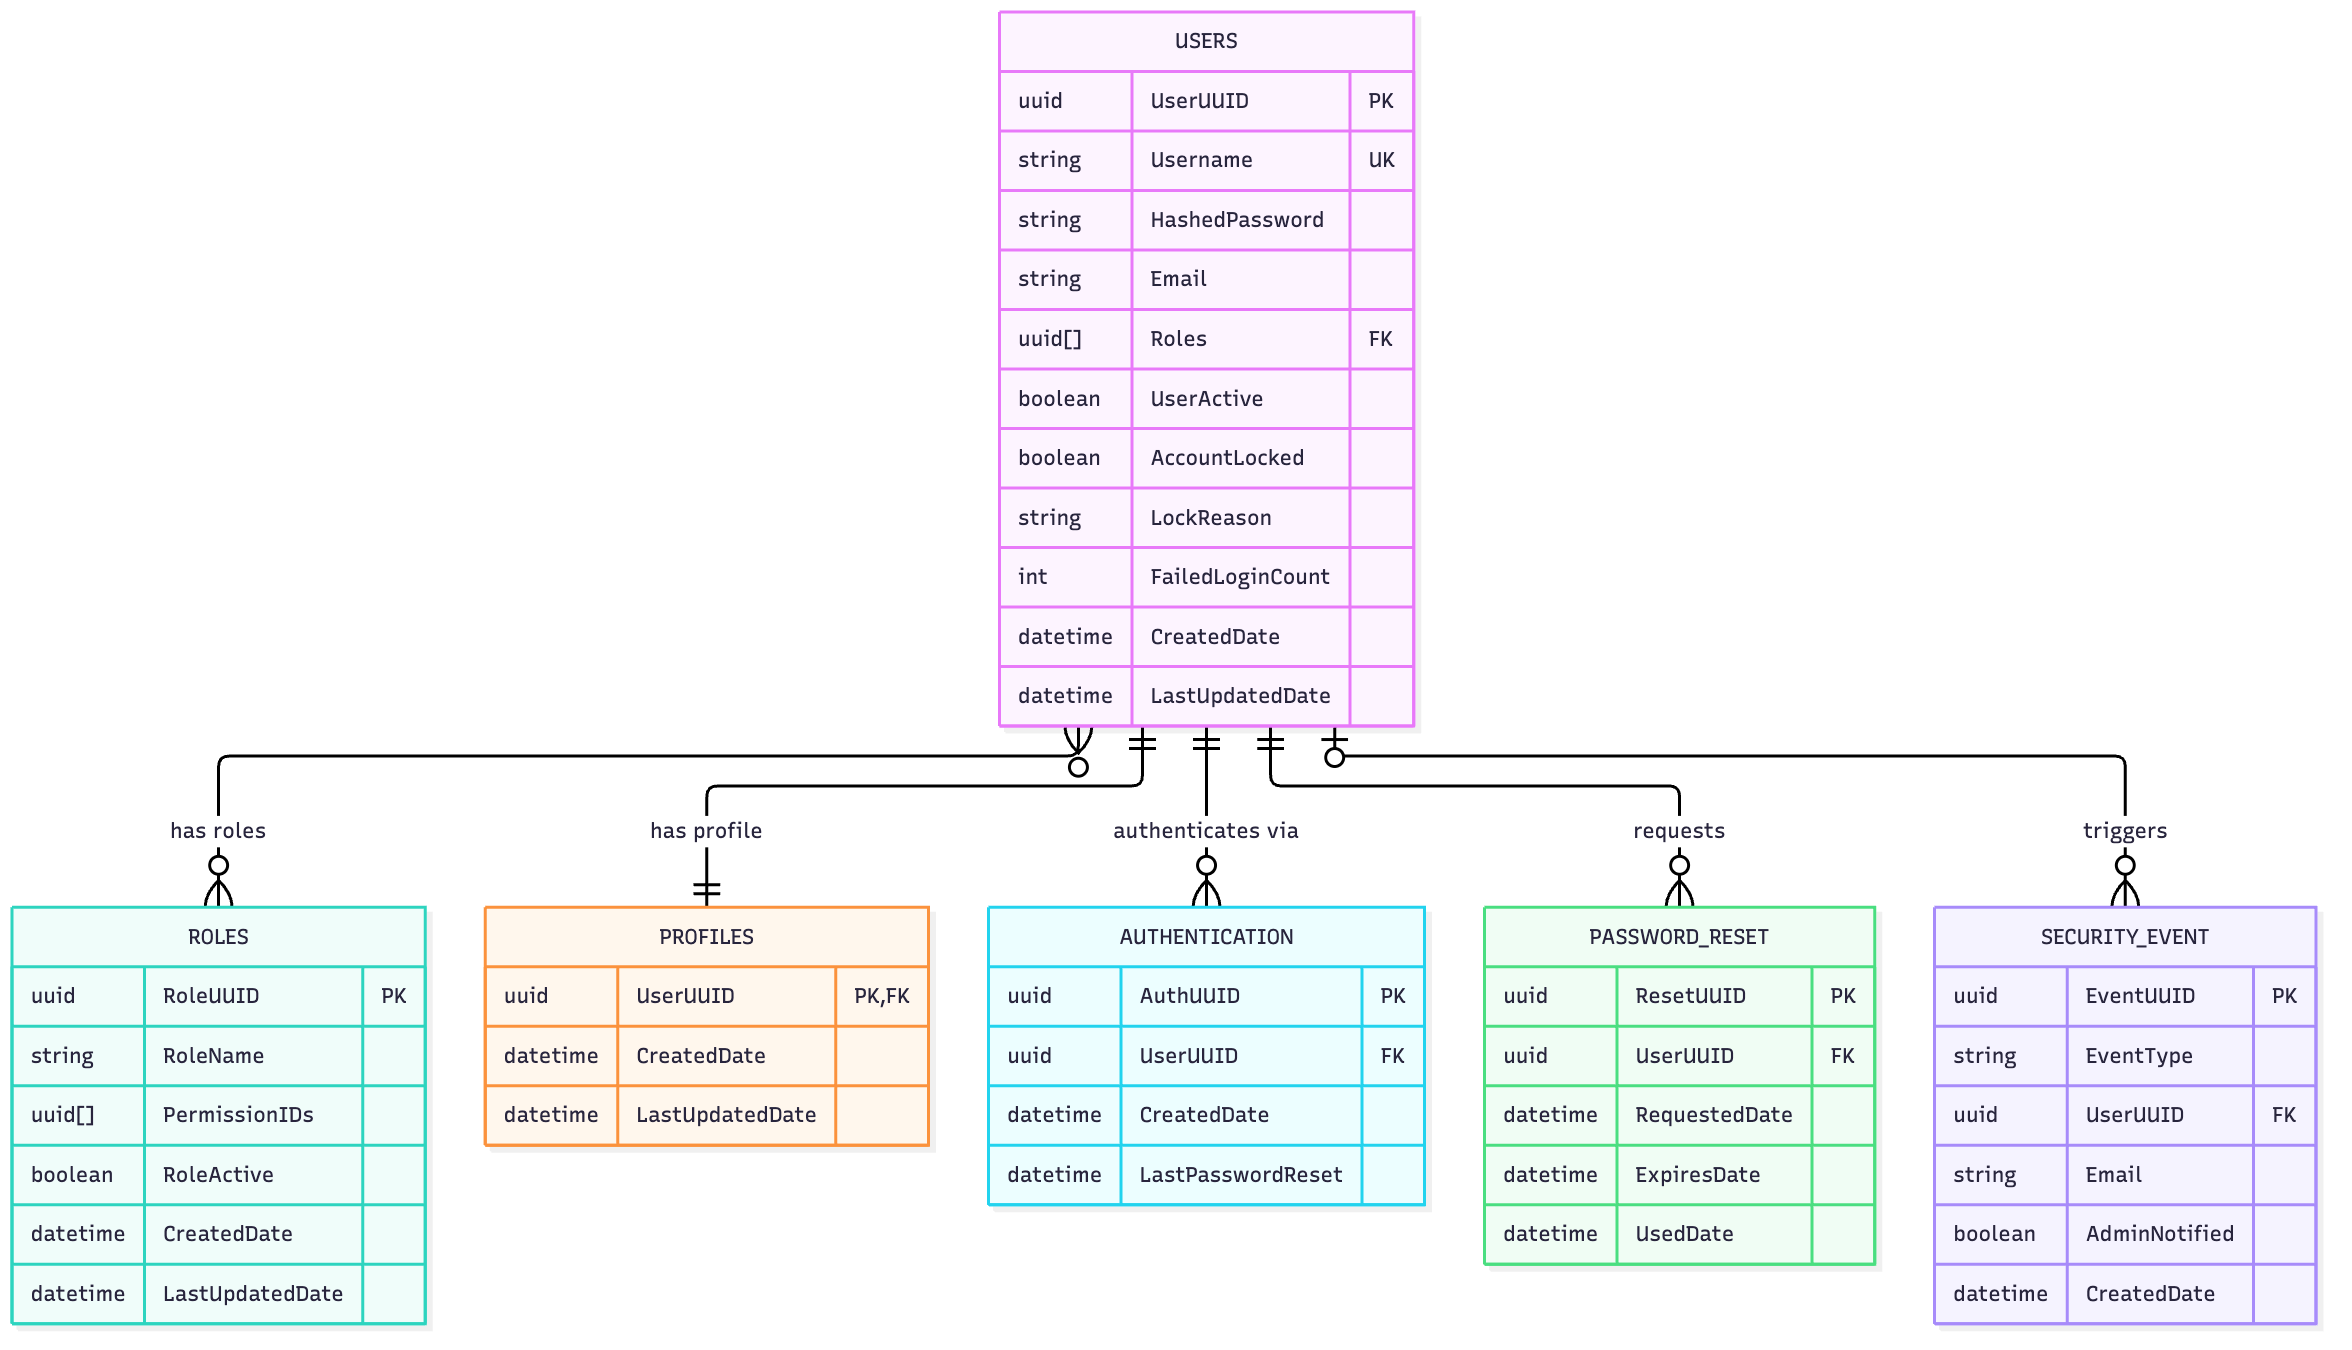 USERS
uuid UserUUID PK
string Username UK
string HashedPassword
string Email
uuid[] Roles FK
boolean UserActive
boolean AccountLocked
string LockReason
int FailedLoginCount
datetime CreatedDate
datetime LastUpdatedDate
has roles
has profile
authenticates via
requests
triggers
ROLES
uuid RoleUUID PK
string RoleName
uuid[] PermissionIDs
boolean RoleActive
datetime CreatedDate
datetime LastUpdatedDate
PROFILES
uuid UserUUID PK,FK
datetime CreatedDate
datetime LastUpdatedDate
AUTHENTICATION
uuid AuthUUID PK
uuid UserUUID FK
datetime CreatedDate
datetime LastPasswordReset
PASSWORD_RESET
uuid ResetUUID PK
uuid UserUUID FK
datetime RequestedDate
datetime ExpiresDate
datetime UsedDate
SECURITY_EVENT
uuid EventUUID PK
string EventType
uuid UserUUID FK
string Email
boolean AdminNotified
datetime CreatedDate